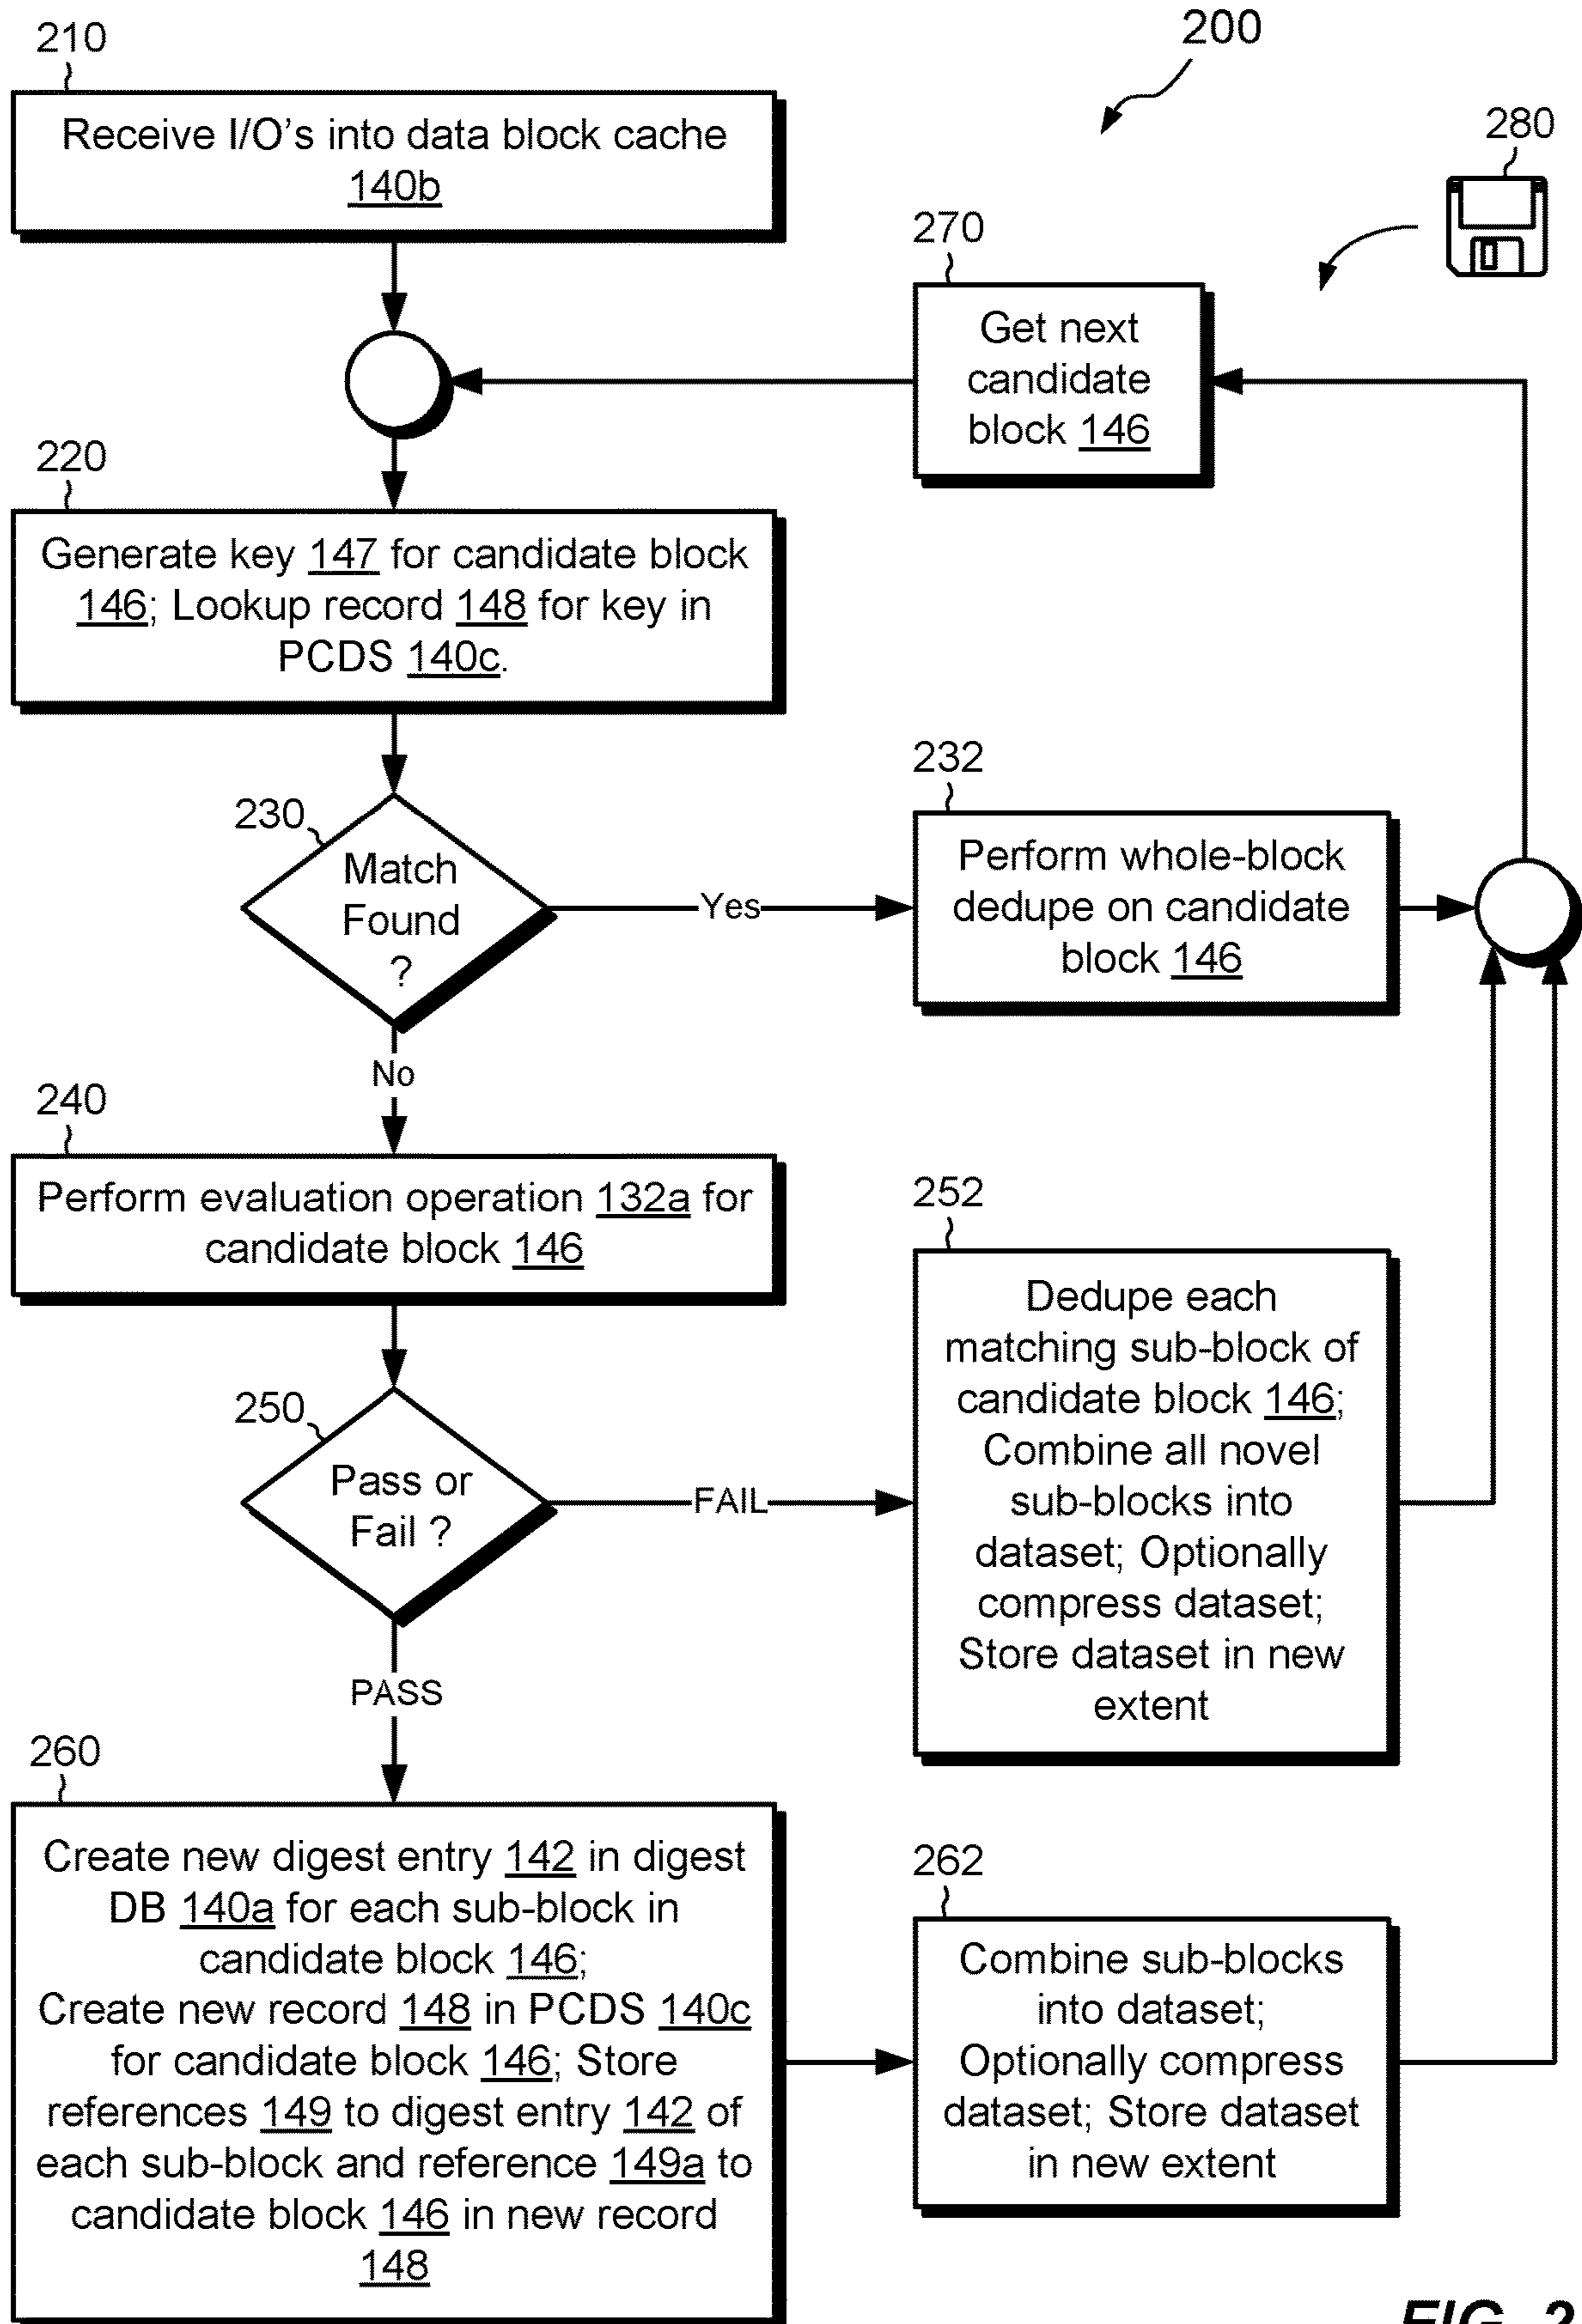 200
210
Receive I/O's into data block cache
140b
280
270
Get next
candidate
block 146
220
Generate key 147 for candidate block
146; Lookup record 148 for key in
PCDS 140c.
230
Match
Found
?
Yes
232
Perform whole-block
dedupe on candidate
block 146
No
240
Perform evaluation operation 132a for
candidate block 146
250
Pass or
Fail ?
FAIL
252
Dedupe each
matching sub-block of
candidate block 146;
Combine all novel
sub-blocks into
dataset; Optionally
compress dataset;
Store dataset in new
extent
PASS
260
Create new digest entry 142 in digest
DB 140a for each sub-block in
candidate block 146;
Create new record 148 in PCDS 140c
for candidate block 146; Store
references 149 to digest entry 142 of
each sub-block and reference 149a to
candidate block 146 in new record
148
262
Combine sub-blocks
into dataset;
Optionally compress
dataset; Store dataset
in new extent
FIG. 2